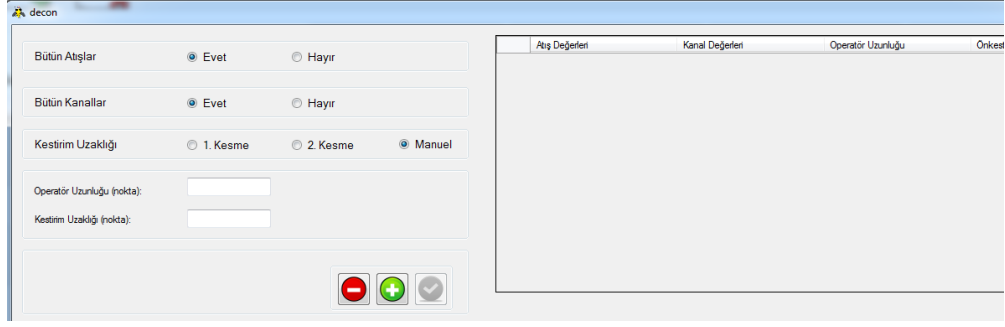 decon
Bütün Atışlar Evet Hayır
Bütün Kanallar Evet Hayır
Kestirim Uzaklığı 1. Kesme 2. Kesme Manuel
Operatör Uzunluğu (nokta):
Kestirim Uzaklığı (nokta):
Atış Değerleri Kanal Değerleri Operatör Uzunluğu Önkest